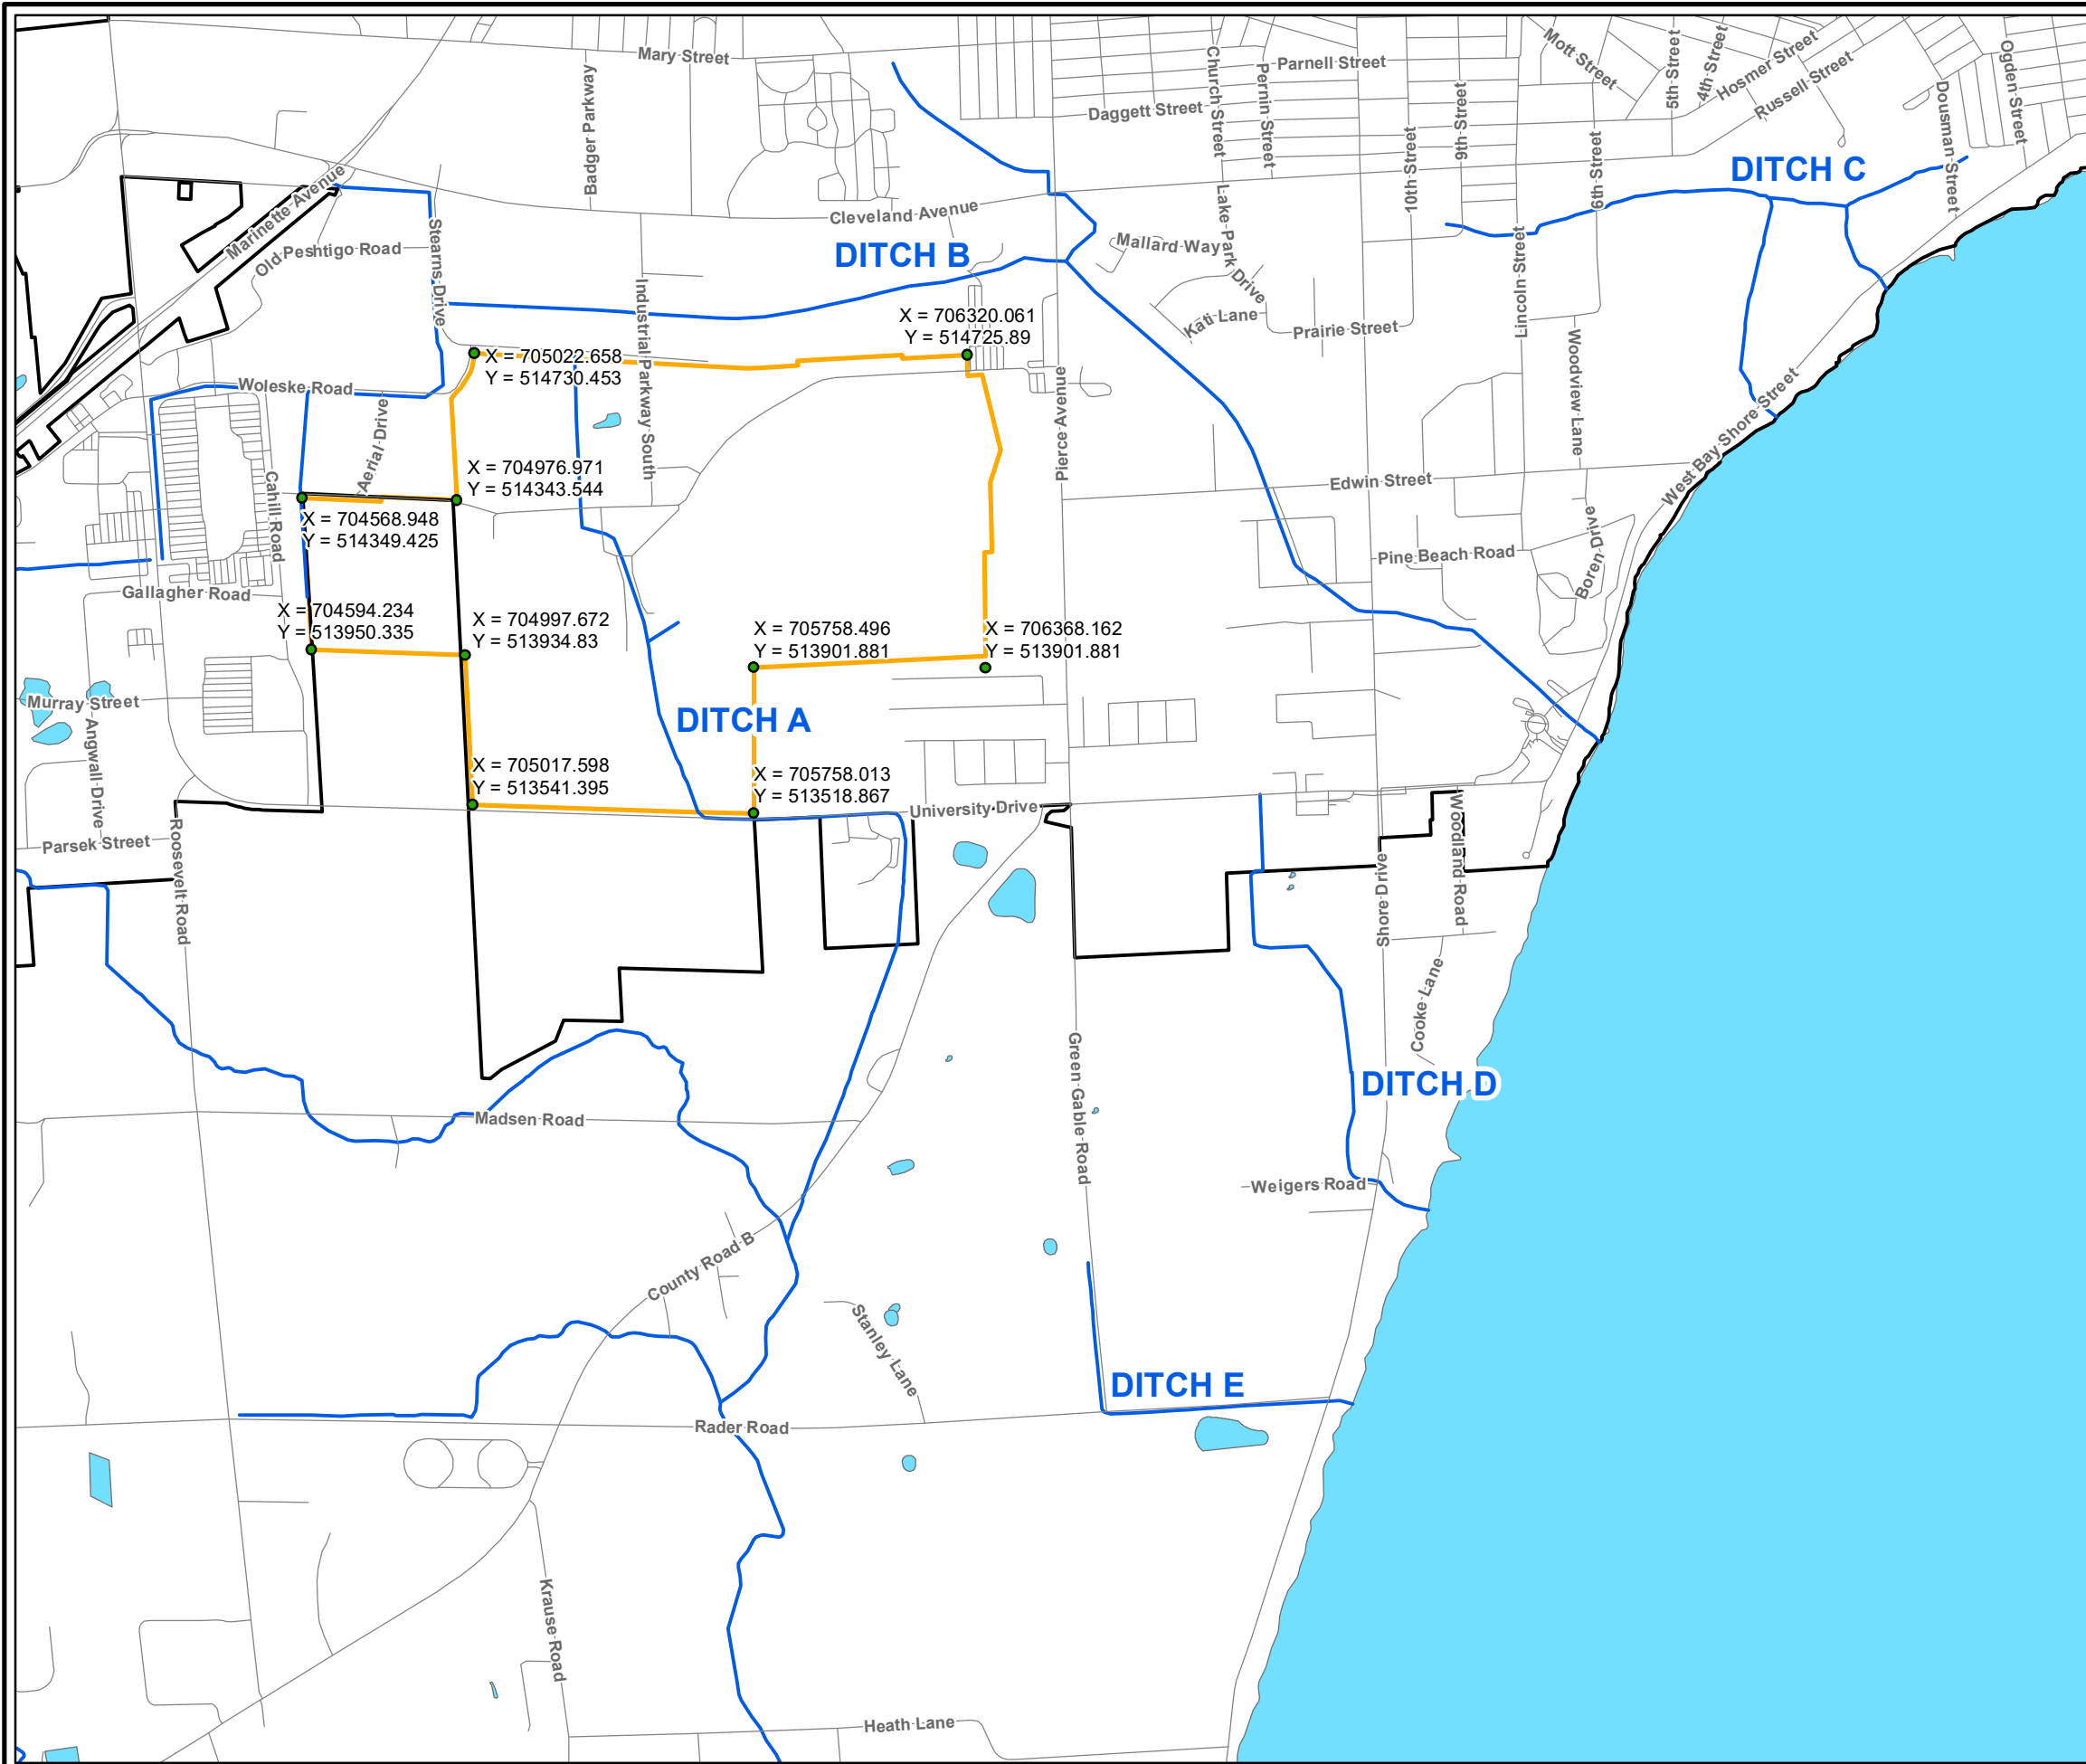 Mary Street
Badger Parkway
Church Street
Pernin Street
Parnell Street
Daggett Street
10th Street
9th Street
Mott Street
6th Street
5th Street
4th Street
Hosmer Street
Russell Street
Dousman Street
Ogden Street
DITCH C
Marinette Avenue
Old Peshtigo Road
Stearns Drive
Cleveland Avenue
DITCH B
Mallard Way
Lake Park Drive
Kati Lane
Prairie Street
Lincoln Street
Woodview Lane
Industrial Parkway South
X = 706320.061
Y = 514725.89
X = 705022.658
Y = 514730.453
Woleske Road
Aerial Drive
Pierce Avenue
West Bay Shore Street
X = 704976.971
Y = 514343.544
Edwin Street
Cahill Road
X = 704568.948
Y = 514349.425
Pine Beach Road
Boren Drive
Gallagher Road
X = 704594.234
Y = 513950.335
X = 704997.672
Y = 513934.83
X = 705758.496
Y = 513901.881
X = 706368.162
Y = 513901.881
Murray Street
Angwall Drive
DITCH A
X = 705017.598
Y = 513541.395
X = 705758.013
Y = 513518.867
University Drive
Parsek Street
Roosevelt Road
Shore Drive
Woodland Road
Cooke Lane
Green Gable Road
DITCH D
Madsen Road
Weigers Road
County Road B
Stanley Lane
DITCH E
Rader Road
Krause Road
Heath Lane